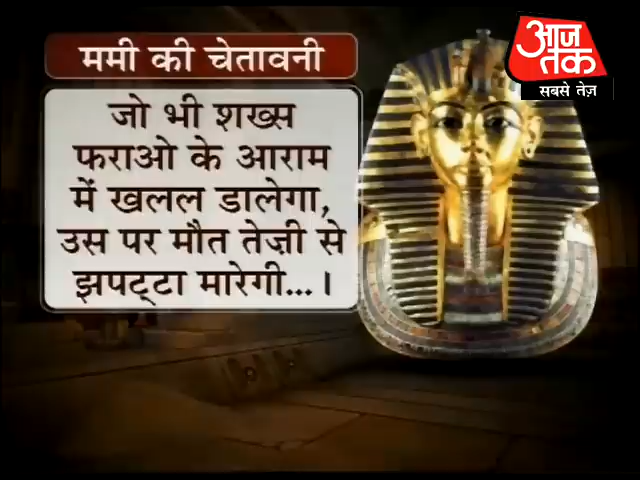 ममी की चेतावनी
आज
तक
सबसे तेज़
जो भी शख्स
फराओ के आराम
में खलल डालेगा,
उस पर मौत तेज़ी से
झपट्टा मारेगी...।